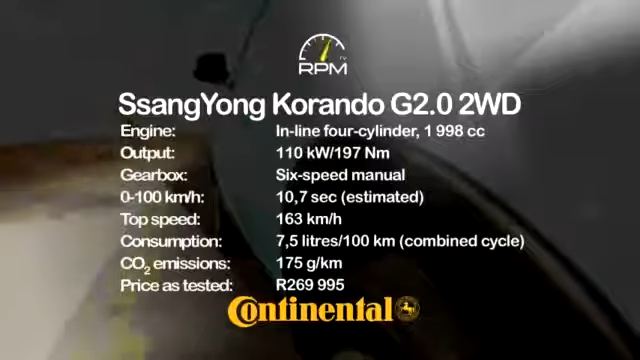 RPM TV
SsangYong Korando G2.0 2WD
Engine: In-line four-cylinder, 1 998 cc
Output: 110 kW/197 Nm
Gearbox: Six-speed manual
0-100 km/h: 10,7 sec (estimated)
Top speed: 163 km/h
Consumption: 7,5 litres/100 km (combined cycle)
CO₂ emissions: 175 g/km
Price as tested: R269 995
Continental